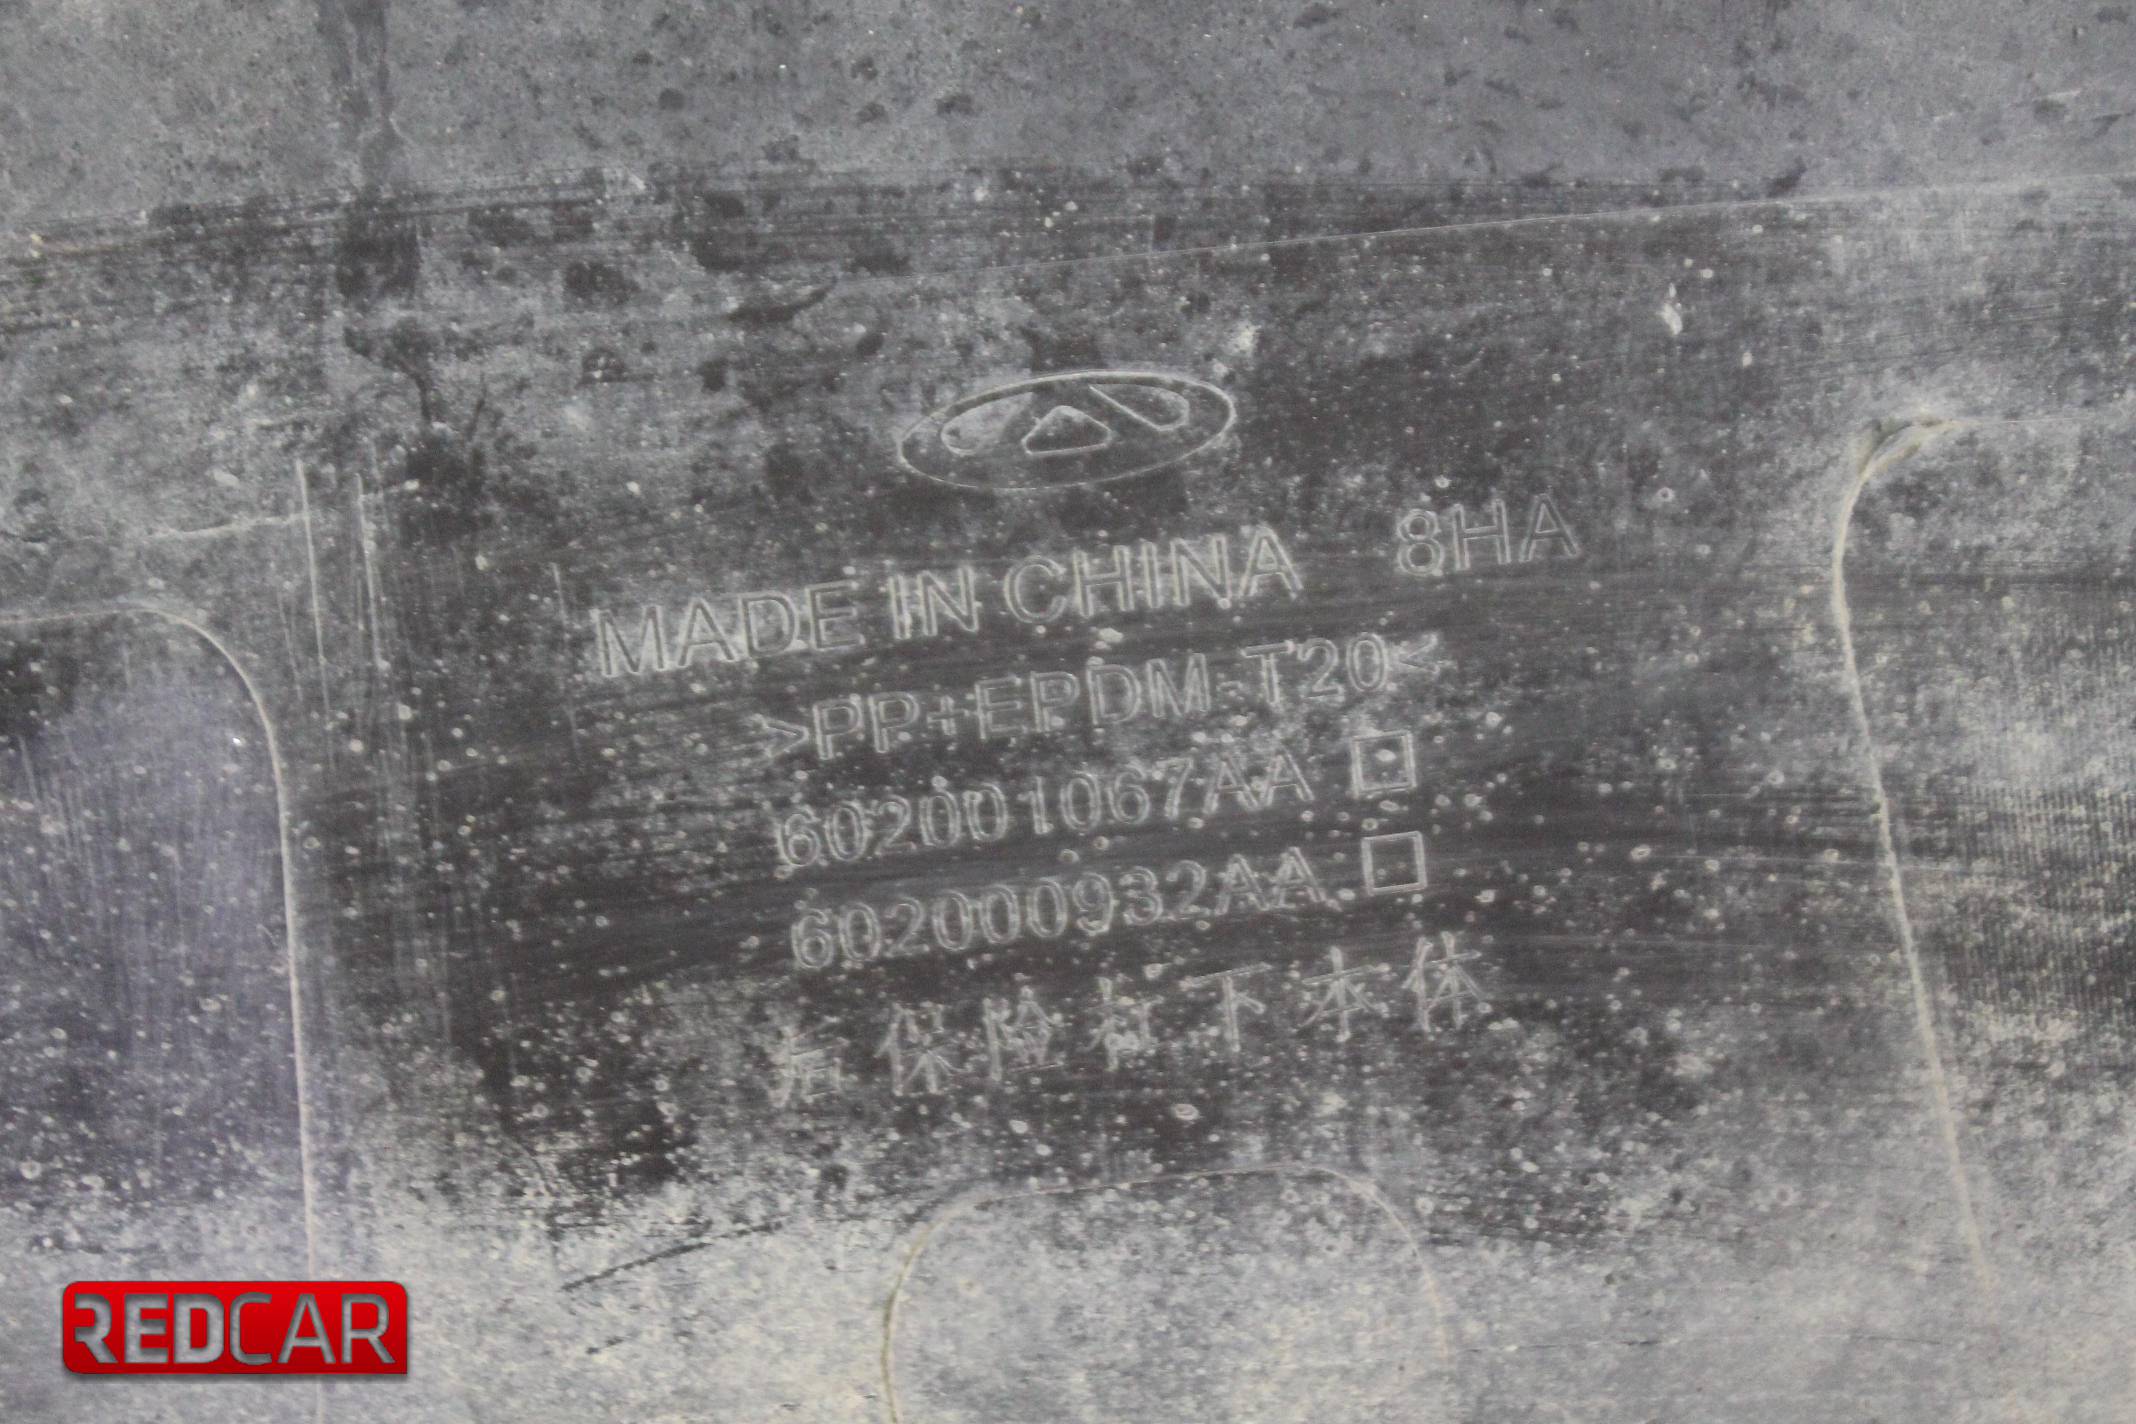 MADE IN CHINA 8HA
>PP+EPDM-T20<
602001067AA
602000932AA
后保险杠下本体
REDCAR